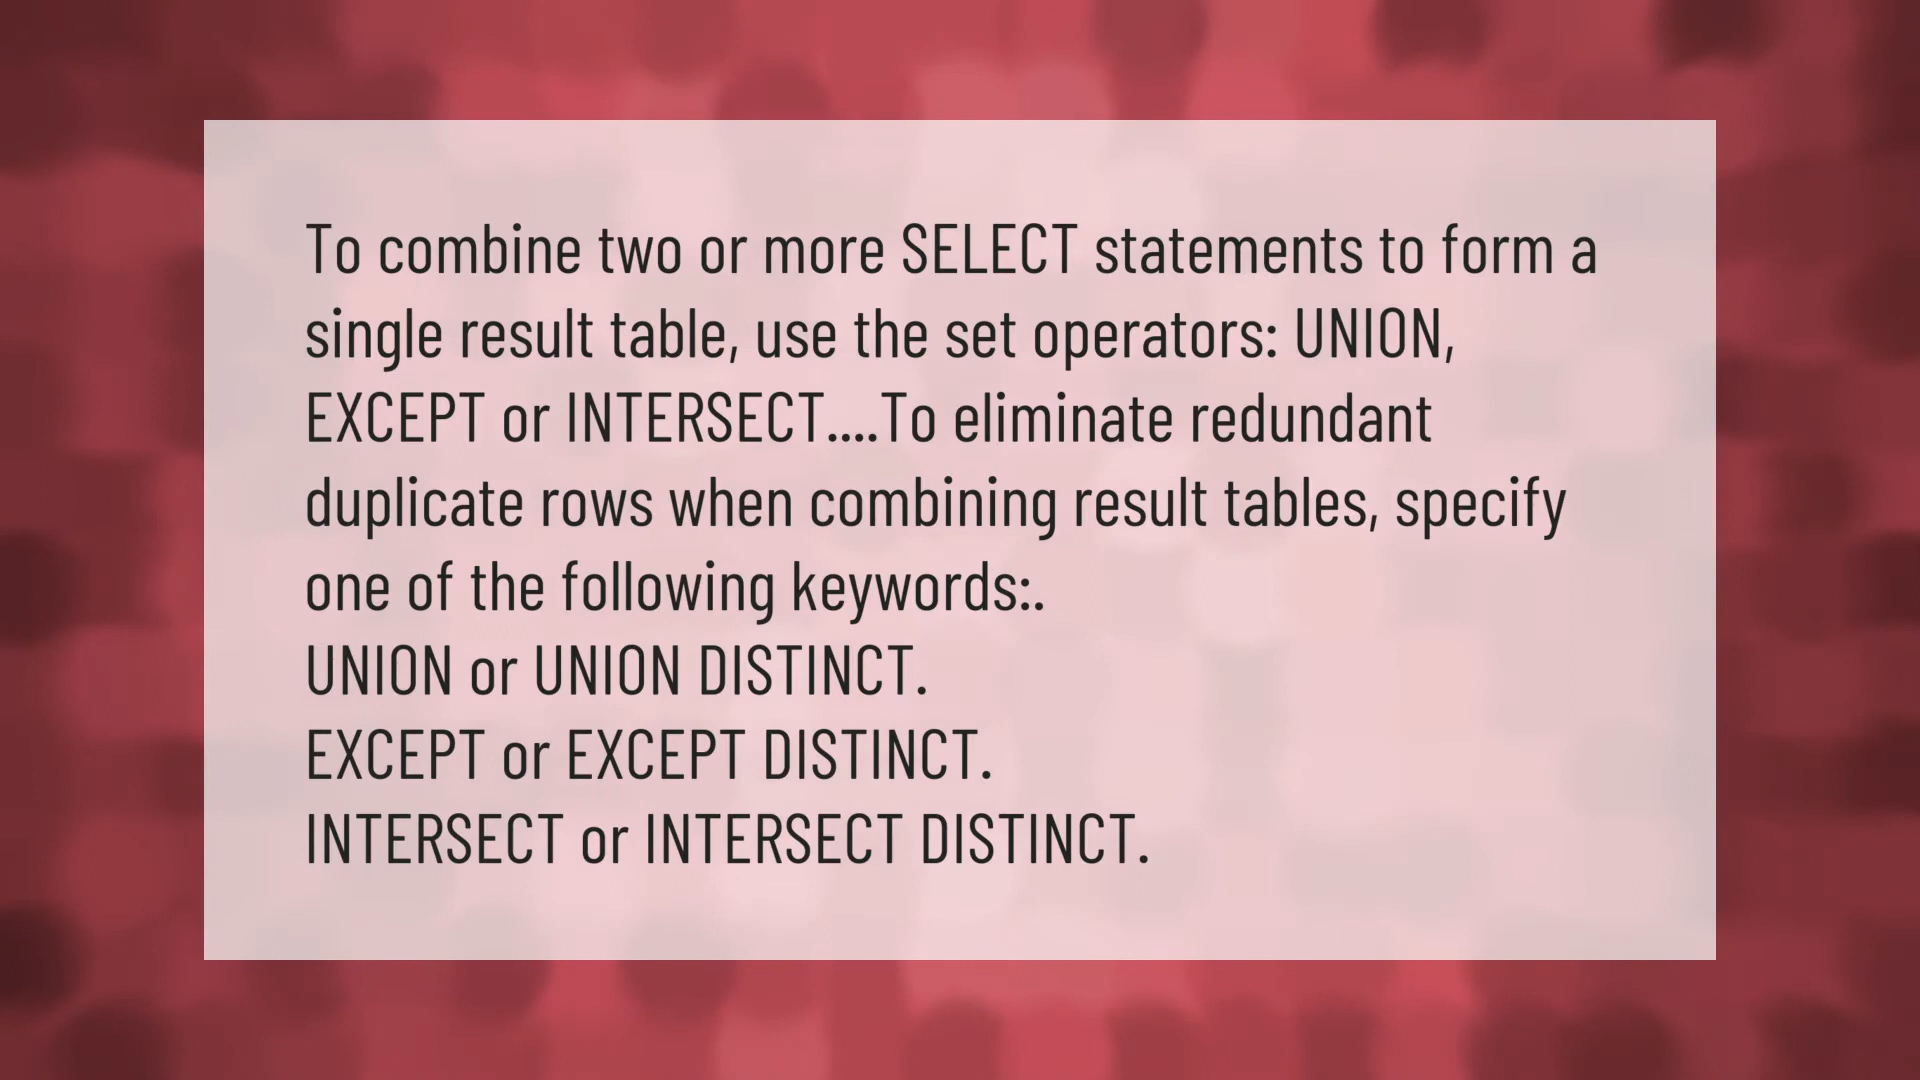 To combine two or more SELECT statements to form a
single result table, use the set operators: UNION,
EXCEPT or INTERSECT....To eliminate redundant
duplicate rows when combining result tables, specify
one of the following keywords:.
UNION or UNION DISTINCT.
EXCEPT or EXCEPT DISTINCT.
INTERSECT or INTERSECT DISTINCT.